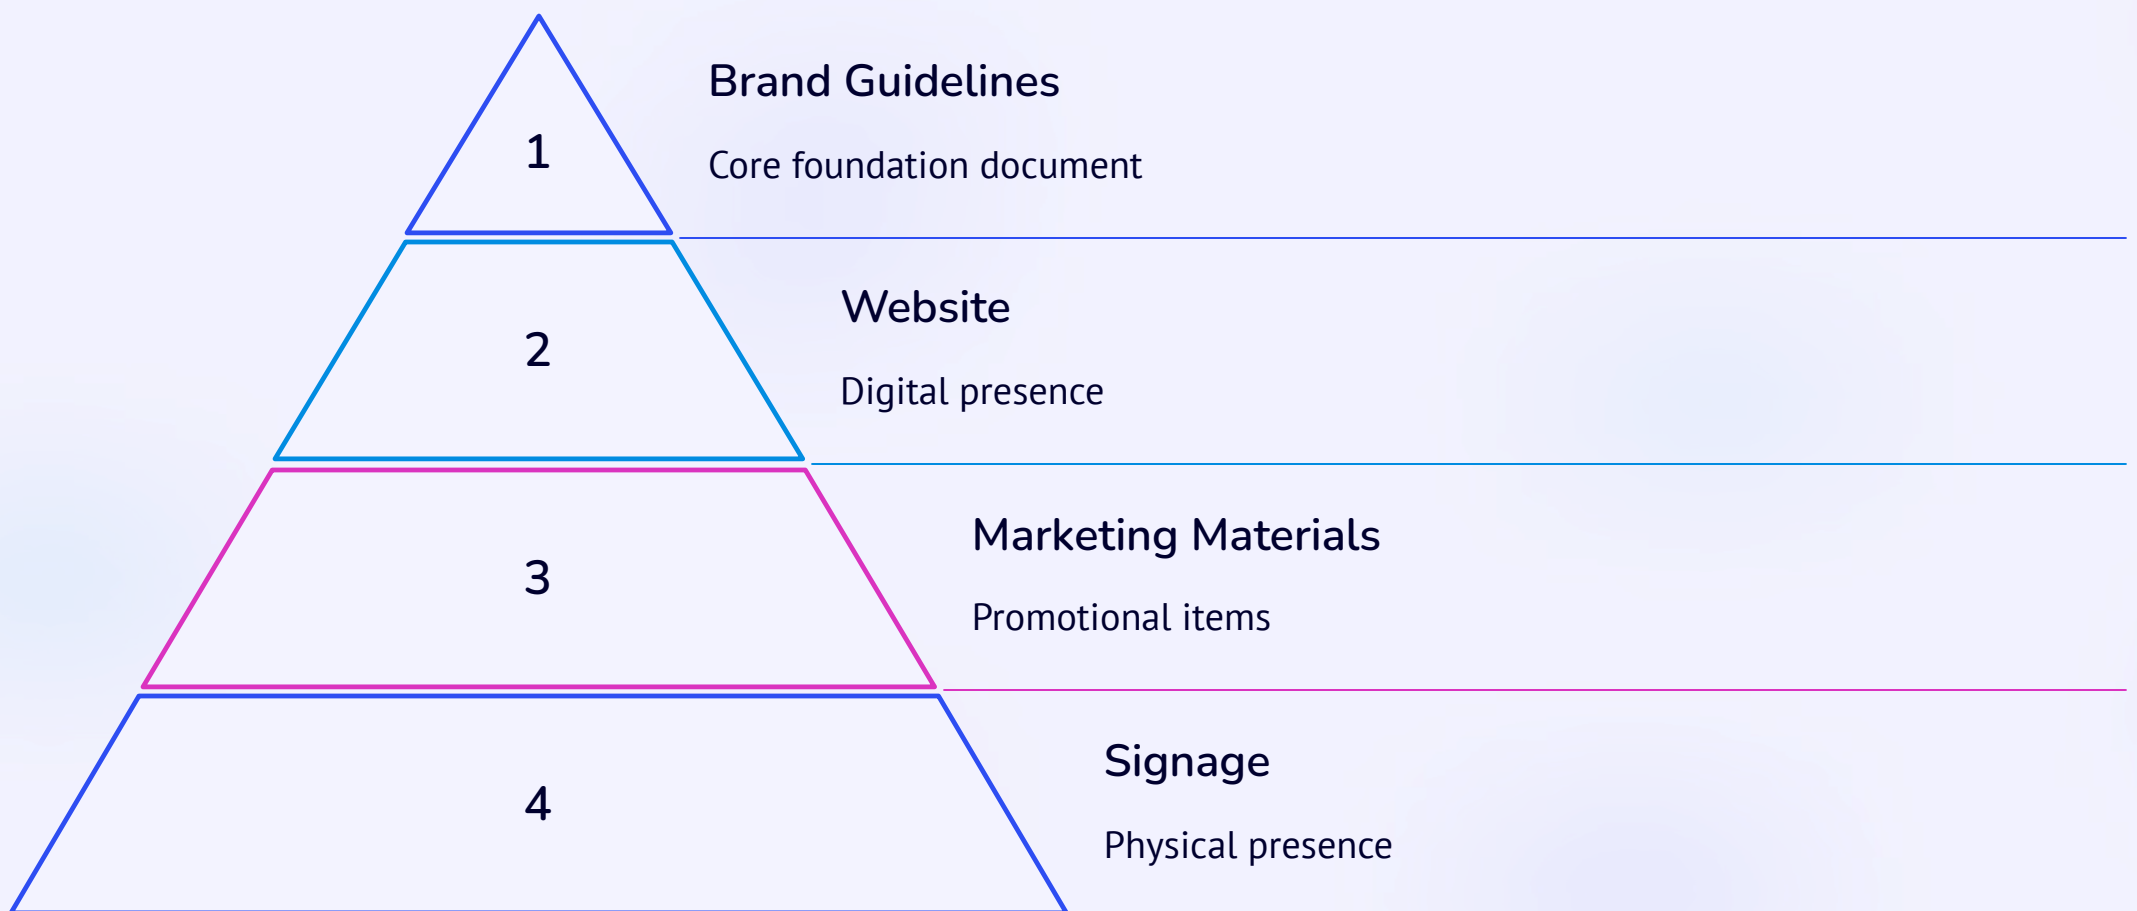 1
Brand Guidelines
Core foundation document
2
Website
Digital presence
3
Marketing Materials
Promotional items
4
Signage
Physical presence